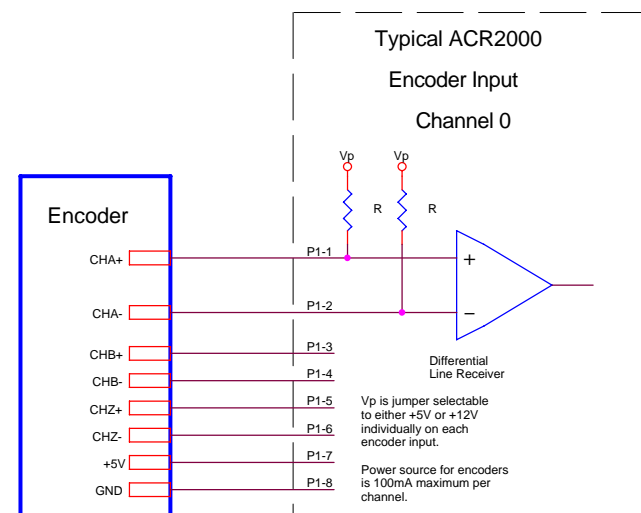 Typical ACR2000
Encoder Input
Channel 0
Vp Vp
R R
Encoder
CHA+ P1-1 +
CHA- P1-2 −
CHB+ P1-3
CHB- P1-4
CHZ+ P1-5
CHZ- P1-6
+5V P1-7
GND P1-8
Differential
Line Receiver
Vp is jumper selectable
to either +5V or +12V
individually on each
encoder input.
Power source for encoders
is 100mA maximum per
channel.